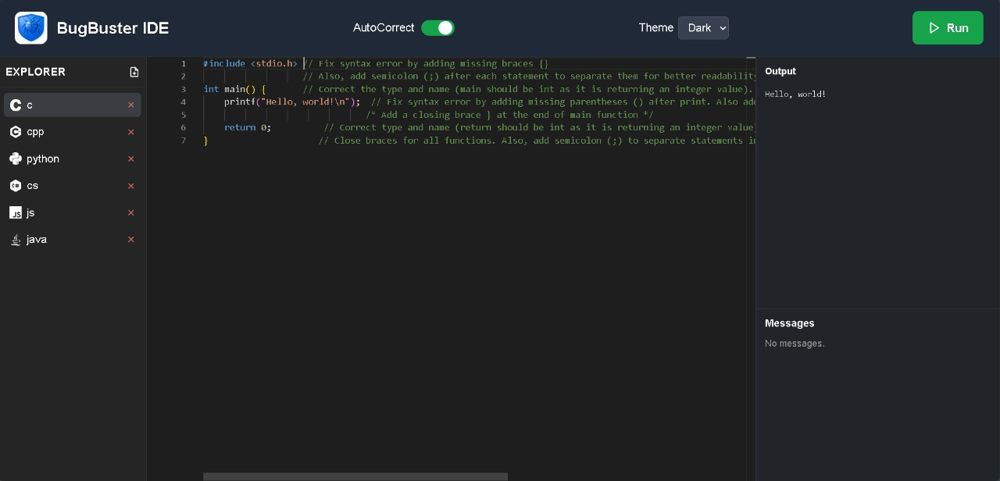 BugBuster IDE
AutoCorrect
Theme
Dark
Run
EXPLORER
c
cpp
python
cs
js
java
1 #include <stdio.h> // Fix syntax error by adding missing braces {}
2 // Also, add semicolon (;) after each statement to separate them for better readability
3 int main() { // Correct the type and name (main should be int as it is returning an integer value).
4 printf("Hello, world!\n"); // Fix syntax error by adding missing parentheses () after print. Also add
5 /* Add a closing brace } at the end of main function */
6 return 0; // Correct type and name (return should be int as it is returning an integer value)
7 } // Close braces for all functions. Also, add semicolon (;) to separate statements in
Output
Hello, world!
Messages
No messages.